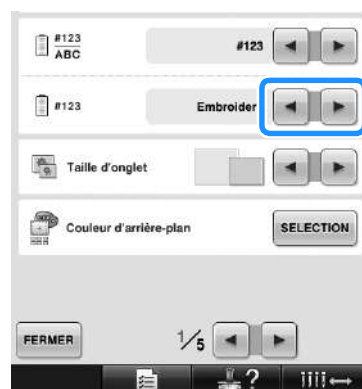 #123
ABC
#123
#123
Embroider
Taille d'onglet
Couleur d'arrière-plan
SELECTION
FERMER
1/5
?